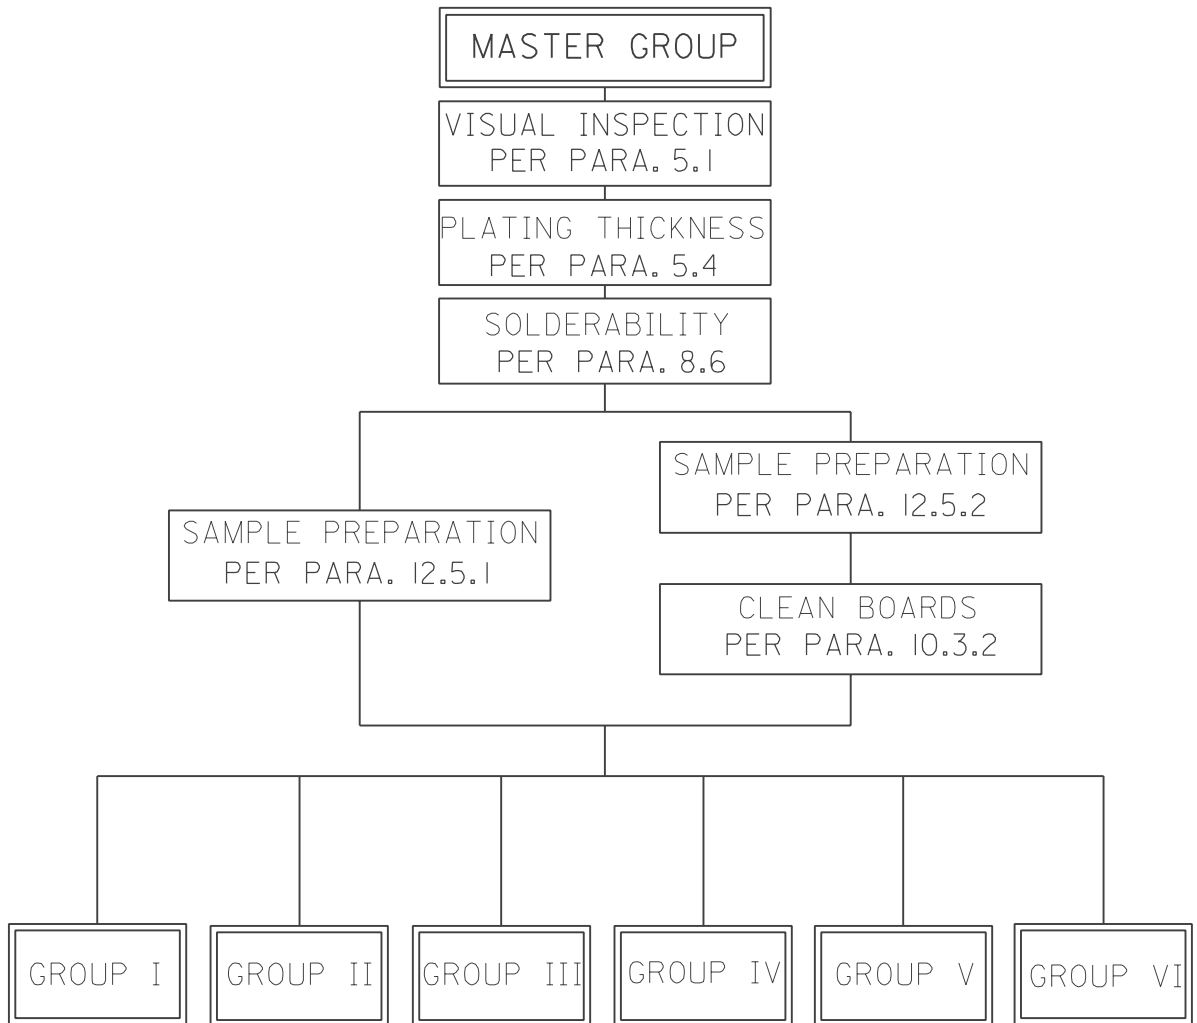 MASTER GROUP
VISUAL INSPECTION
PER PARA. 5.1
PLATING THICKNESS
PER PARA. 5.4
SOLDERABILITY
PER PARA. 8.6
SAMPLE PREPARATION
PER PARA. 12.5.2
SAMPLE PREPARATION
PER PARA. 12.5.1
CLEAN BOARDS
PER PARA. 10.3.2
GROUP I
GROUP II
GROUP III
GROUP IV
GROUP V
GROUP VI